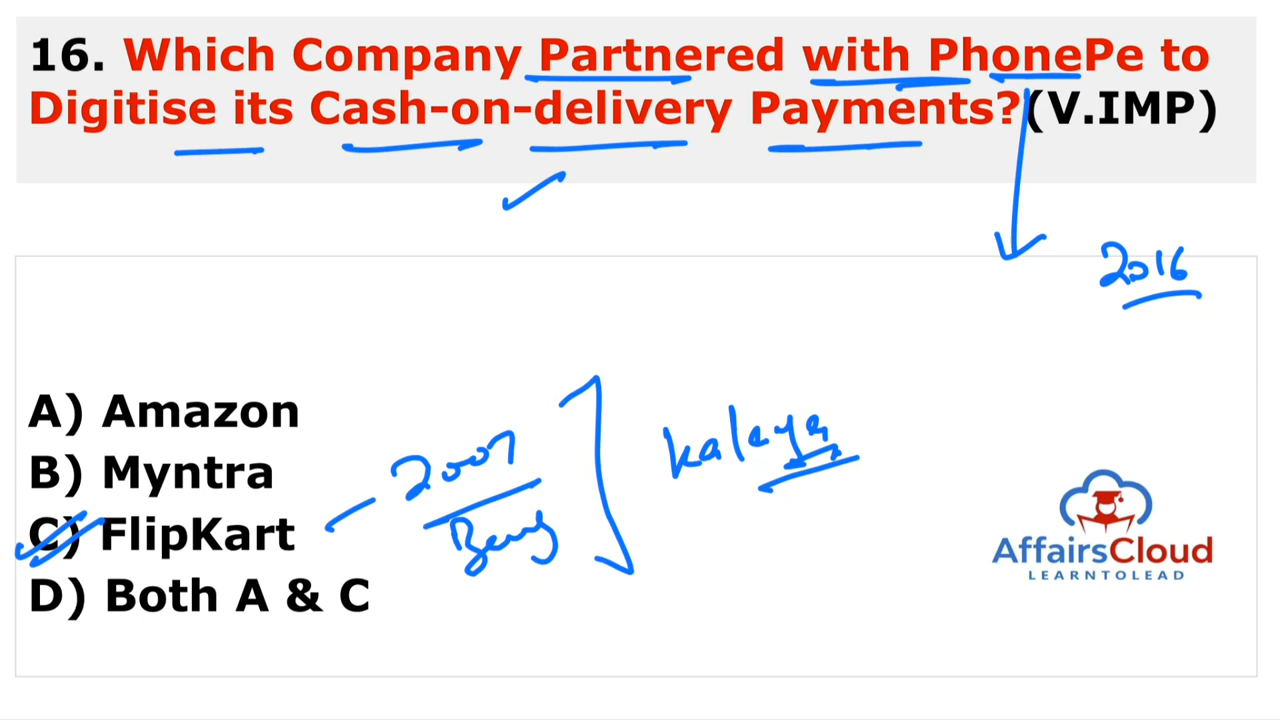 16. Which Company Partnered with PhonePe to
Digitise its Cash-on-delivery Payments?(V.IMP)
2016
A) Amazon
B) Myntra
C) FlipKart
D) Both A & C
2007
Beng
AffairsCloud
LEARNTOLEAD